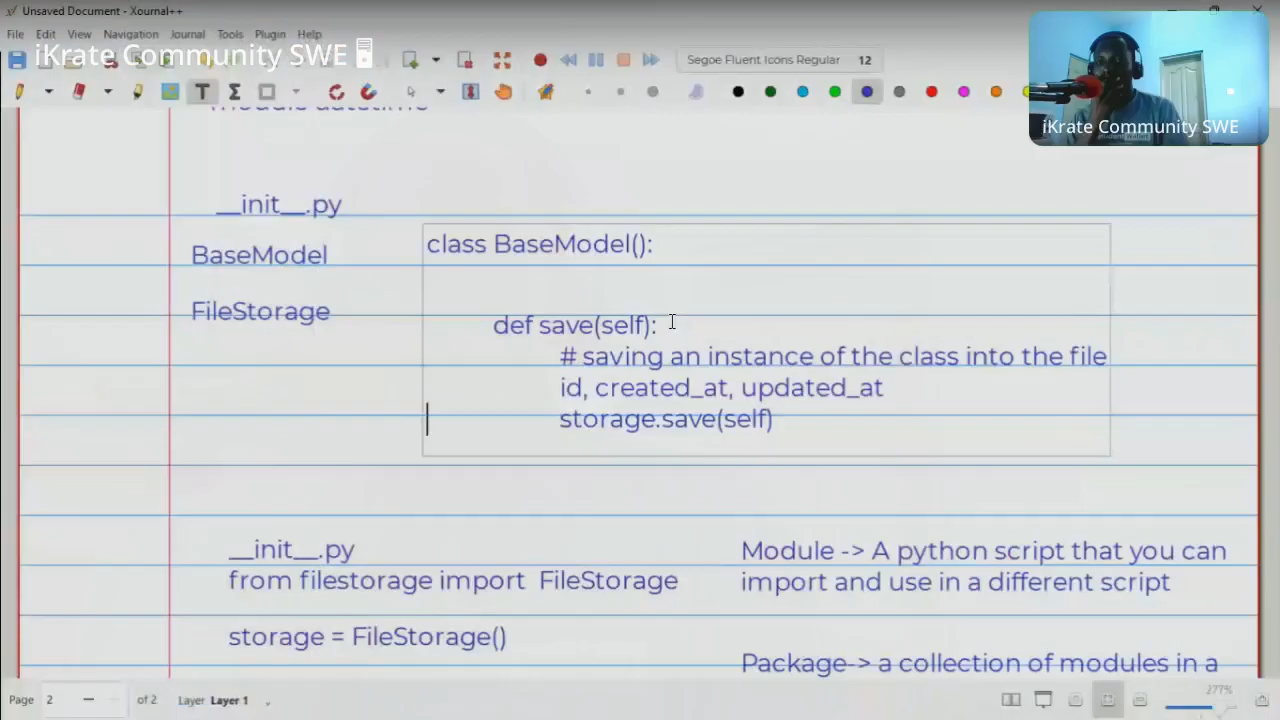 Unsaved Document - Xournal++
File Edit View Navigation Journal Tools Plugin Help
iKrate Community SWE
Segoe Fluent Icons Regular 12
iKrate Community SWE
__init__.py
BaseModel
FileStorage
class BaseModel():
def save(self):
# saving an instance of the class into the file
id, created_at, updated_at
storage.save(self)
__init__.py
from filestorage import FileStorage
storage = FileStorage()
Module -> A python script that you can
import and use in a different script
Package-> a collection of modules in a
Page 2 of 2 Layer Layer 1
277%